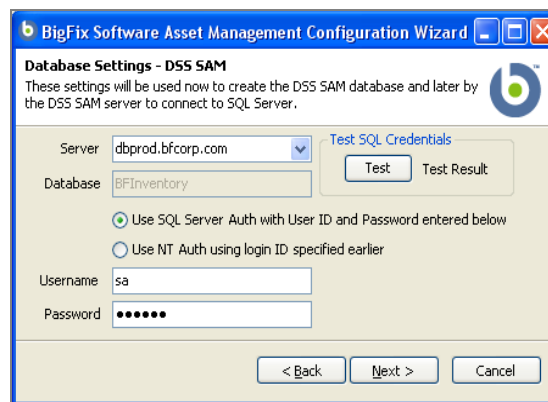 BigFix Software Asset Management Configuration Wizard
Database Settings - DSS SAM
These settings will be used now to create the DSS SAM database and later by
the DSS SAM server to connect to SQL Server.
TM
Server dbprod.bfcorp.com
Test SQL Credentials
Test Test Result
Database BFInventory
Use SQL Server Auth with User ID and Password entered below
Use NT Auth using login ID specified earlier
Username sa
Password ••••••
< Back Next > Cancel